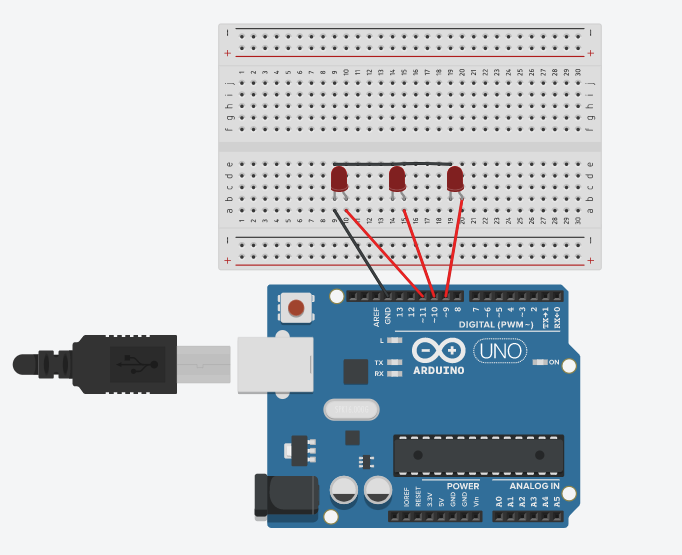 − −
+ +
1 2 3 4 5 6 7 8 9 10 11 12 13 14 15 16 17 18 19 20 21 22 23 24 25 26 27 28 29 30
j j
i i
h h
g g
f f
e e
d d
c c
b b
a a
1 2 3 4 5 6 7 8 9 10 11 12 13 14 15 16 17 18 19 20 21 22 23 24 25 26 27 28 29 30
− −
+ +
AREF GND 13 12 ~11 ~10 ~9 8 7 ~6 ~5 4 ~3 2 TX→1 RX←0
DIGITAL (PWM~)
L
TX
RX
UNO
ON
ARDUINO
POWER ANALOG IN
IOREF RESET 3.3V 5V GND GND Vin A0 A1 A2 A3 A4 A5